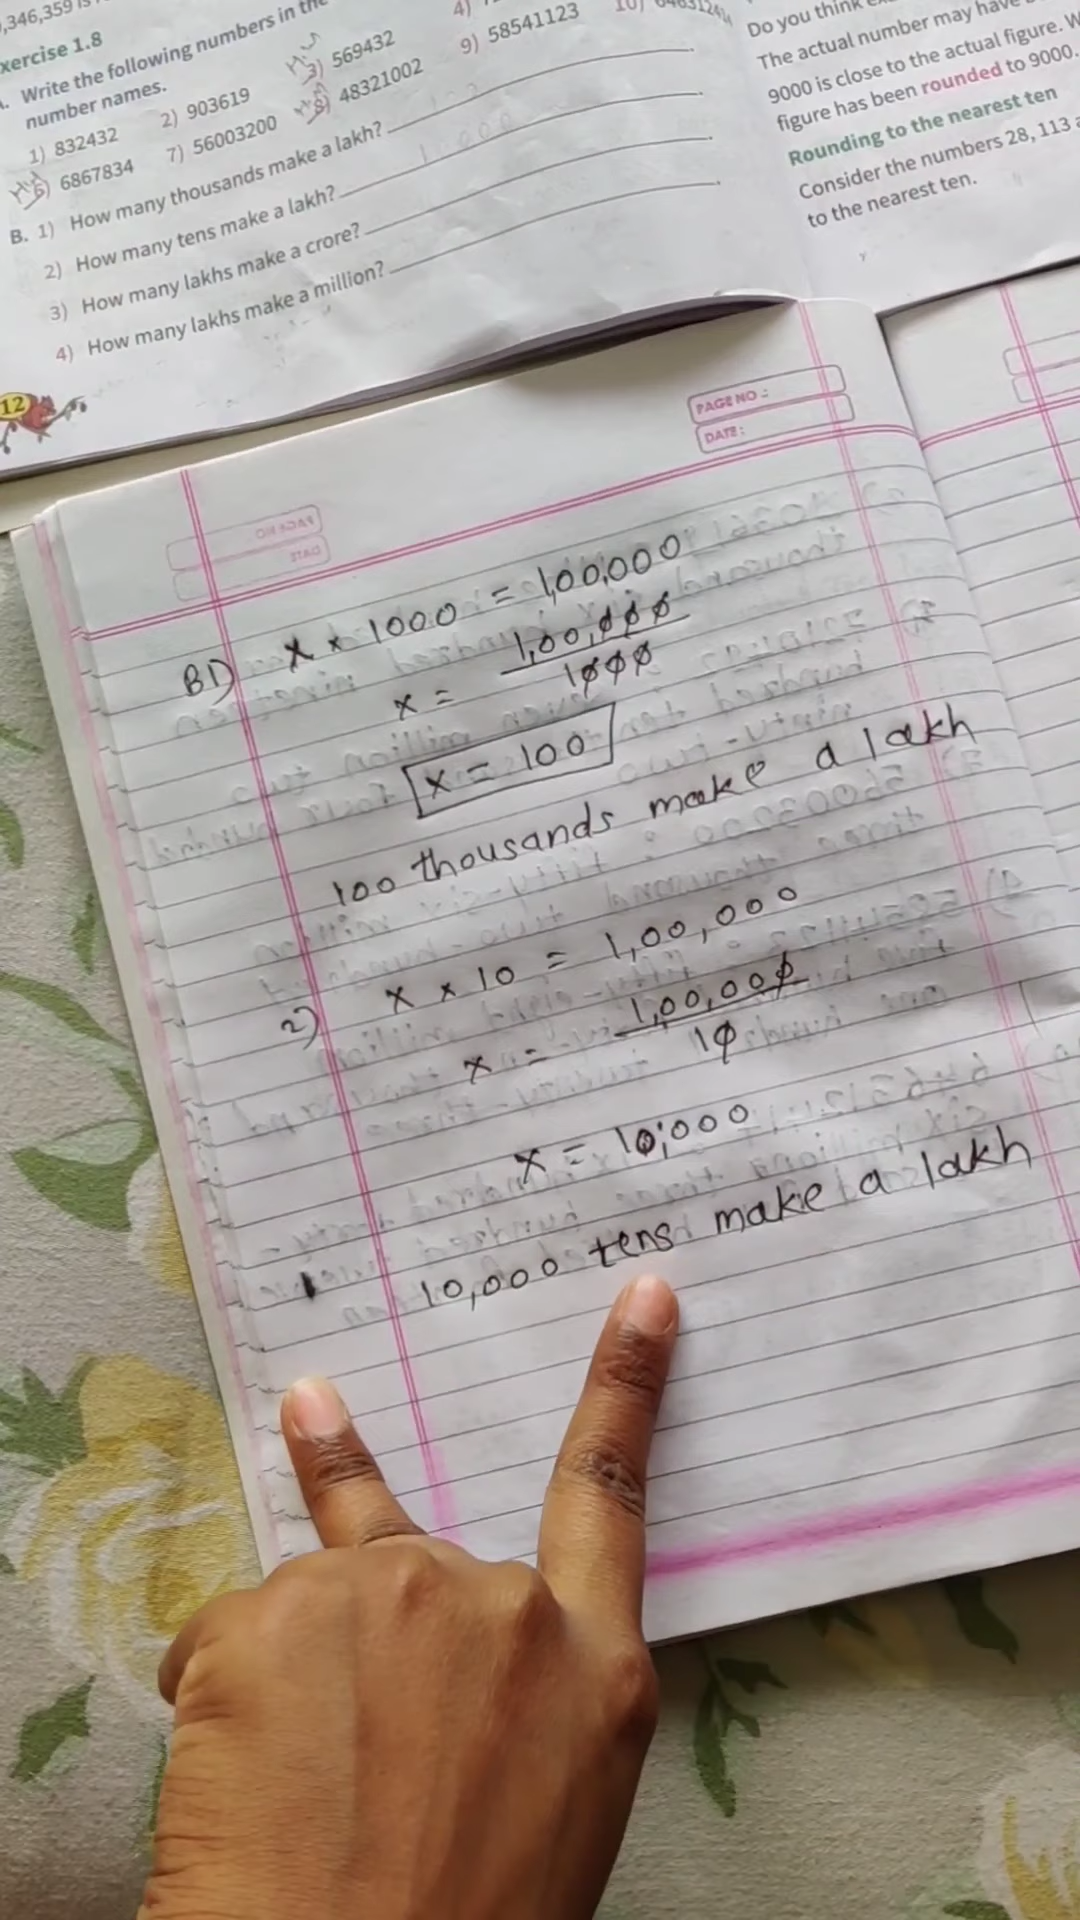 ,346,359 is
xercise 1.8
Write the following numbers in the
number names.
1) 832432
2) 903619
3) 569432
4)
6867834
7) 56003200
8) 48321002
9) 58541123
10)
B. 1) How many thousands make a lakh?
2) How many tens make a lakh?
3) How many lakhs make a crore?
4) How many lakhs make a million?
12
Do you think
The actual number may have
9000 is close to the actual figure. W
figure has been rounded to 9000.
Rounding to the nearest ten
Consider the numbers 28, 113 a
to the nearest ten.
PAGE NO :
DATE :
B1) x × 1000 = 1,00,000
x = 1,00,000
1000
x = 100
100 thousands make a lakh
2) x × 10 = 1,00,000
x = 1,00,000
10
x = 10,000
10,000 tens make a lakh